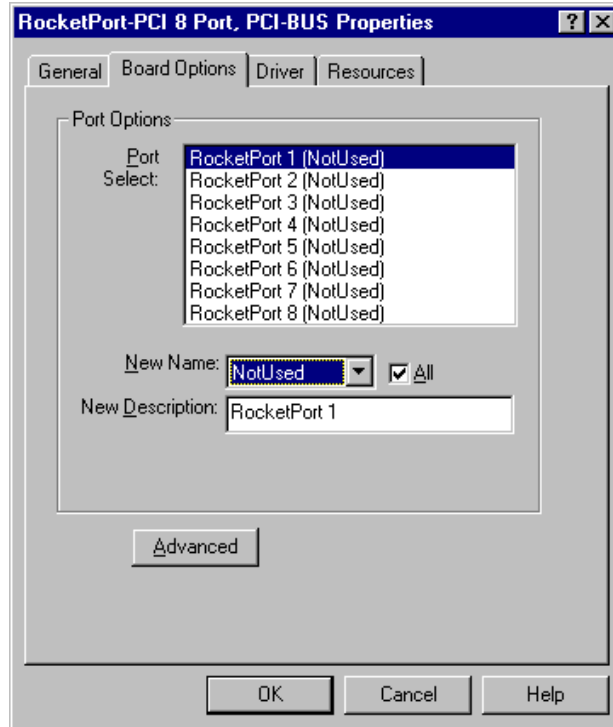 RocketPort-PCI 8 Port, PCI-BUS Properties ? X
General Board Options Driver Resources
Port Options
Port Select:
RocketPort 1 (NotUsed)
RocketPort 2 (NotUsed)
RocketPort 3 (NotUsed)
RocketPort 4 (NotUsed)
RocketPort 5 (NotUsed)
RocketPort 6 (NotUsed)
RocketPort 7 (NotUsed)
RocketPort 8 (NotUsed)
New Name: NotUsed All
New Description: RocketPort 1
Advanced
OK Cancel Help